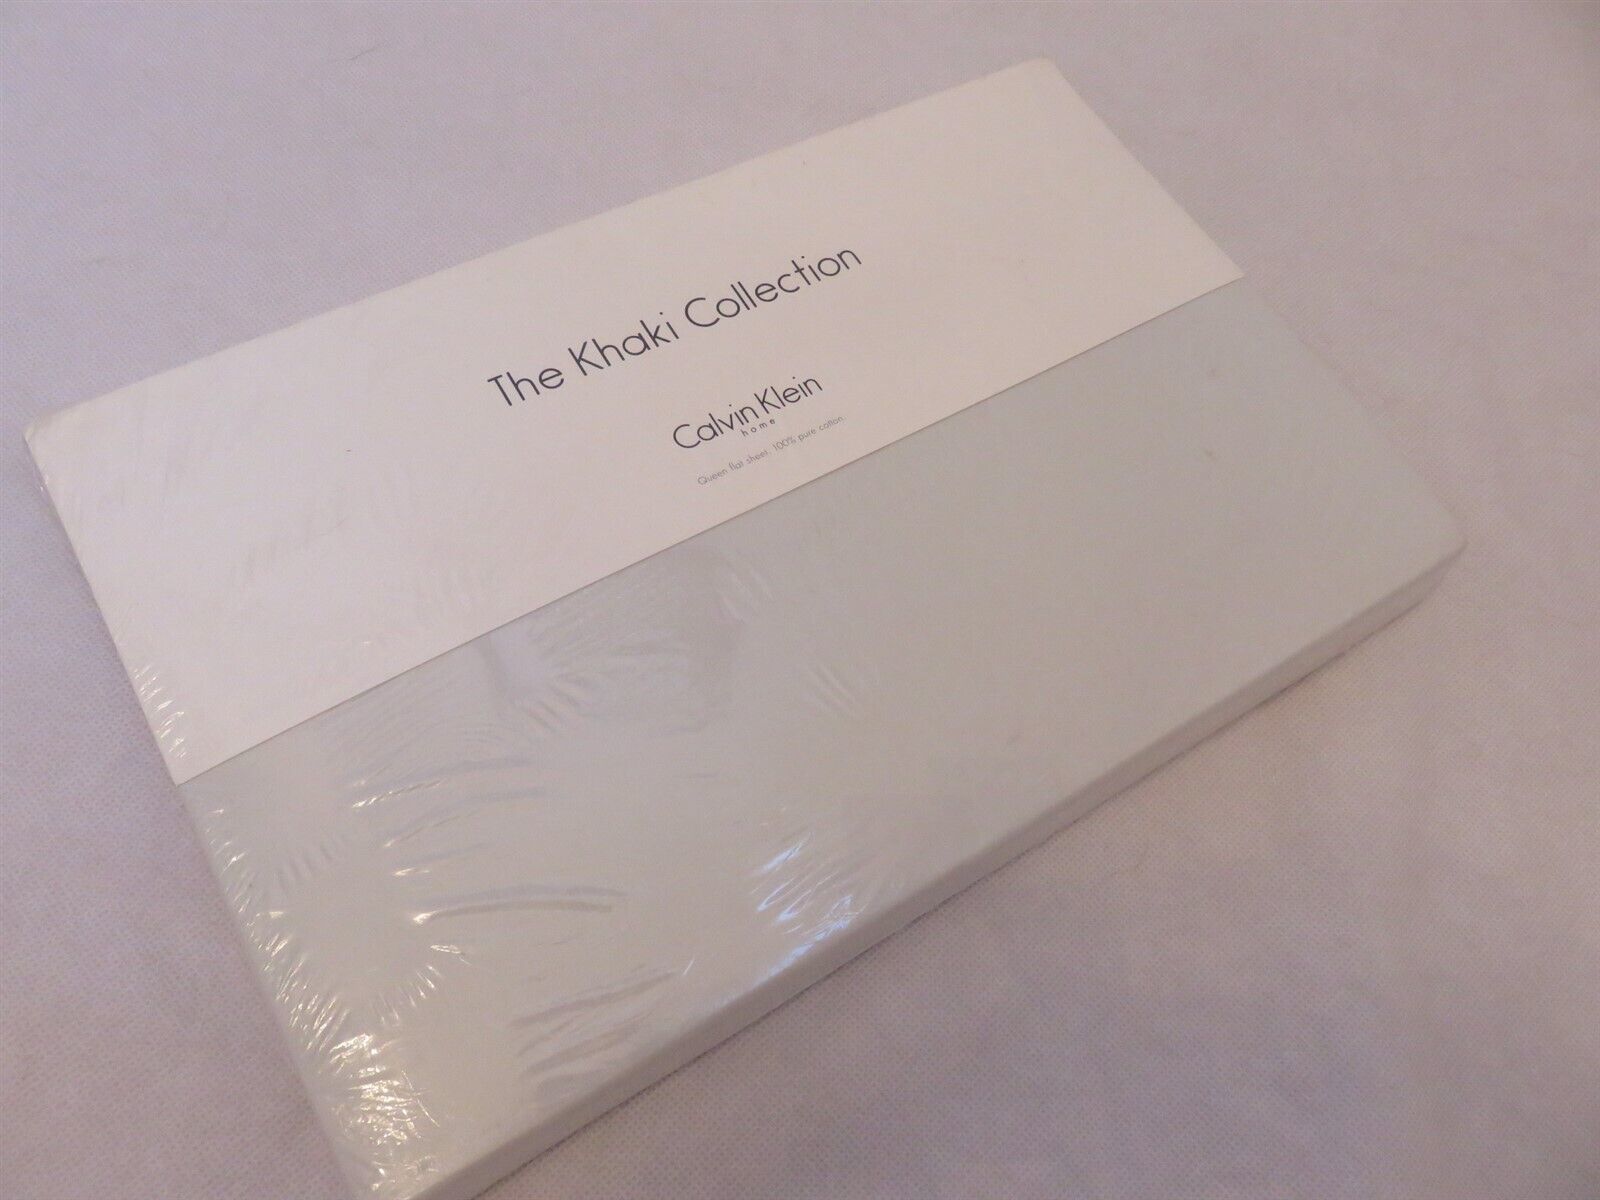 The Khaki Collection
Calvin Klein
home
Queen flat sheet. 100% pure cotton.